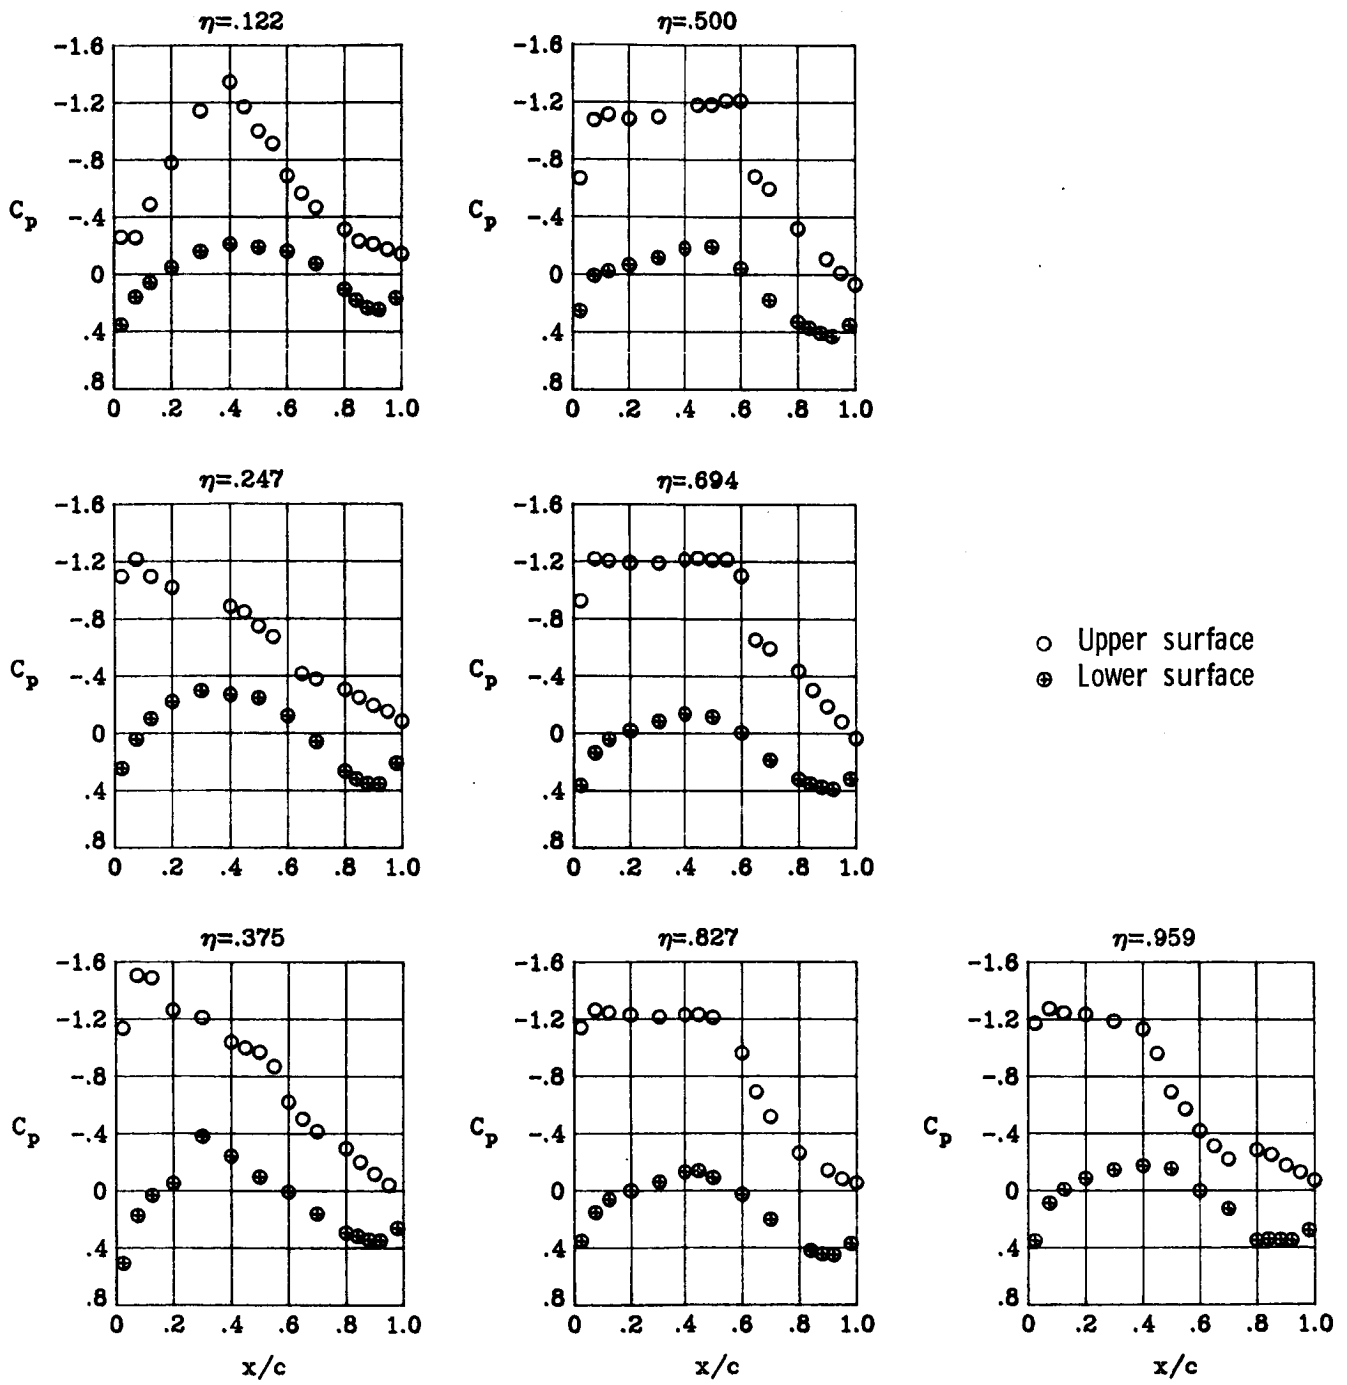 η=.122
-1.6
-1.2
-.8
-.4
0
.4
.8
C_p
0 .2 .4 .6 .8 1.0
η=.500
-1.6
-1.2
-.8
-.4
0
.4
.8
C_p
0 .2 .4 .6 .8 1.0
η=.247
-1.6
-1.2
-.8
-.4
0
.4
.8
C_p
0 .2 .4 .6 .8 1.0
η=.694
-1.6
-1.2
-.8
-.4
0
.4
.8
C_p
0 .2 .4 .6 .8 1.0
Upper surface
Lower surface
η=.375
-1.6
-1.2
-.8
-.4
0
.4
.8
C_p
0 .2 .4 .6 .8 1.0
x/c
η=.827
-1.6
-1.2
-.8
-.4
0
.4
.8
C_p
0 .2 .4 .6 .8 1.0
x/c
η=.959
-1.6
-1.2
-.8
-.4
0
.4
.8
C_p
0 .2 .4 .6 .8 1.0
x/c